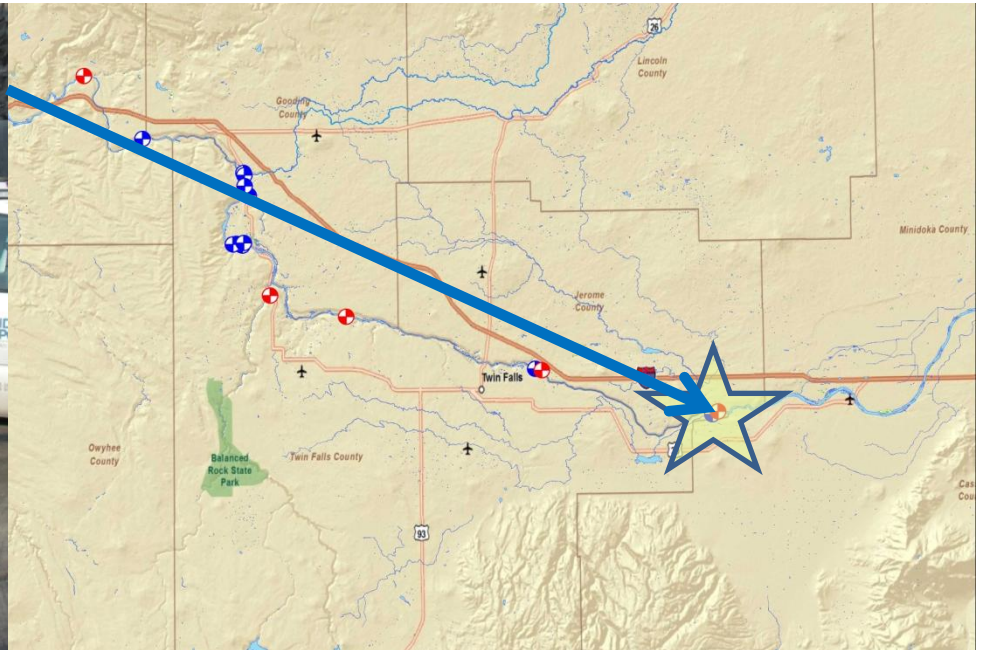 26
Lincoln
County
Gooding
County
Minidoka County
Jerome
County
Twin Falls
Owyhee
County
Balanced
Rock State
Park
Twin Falls County
93